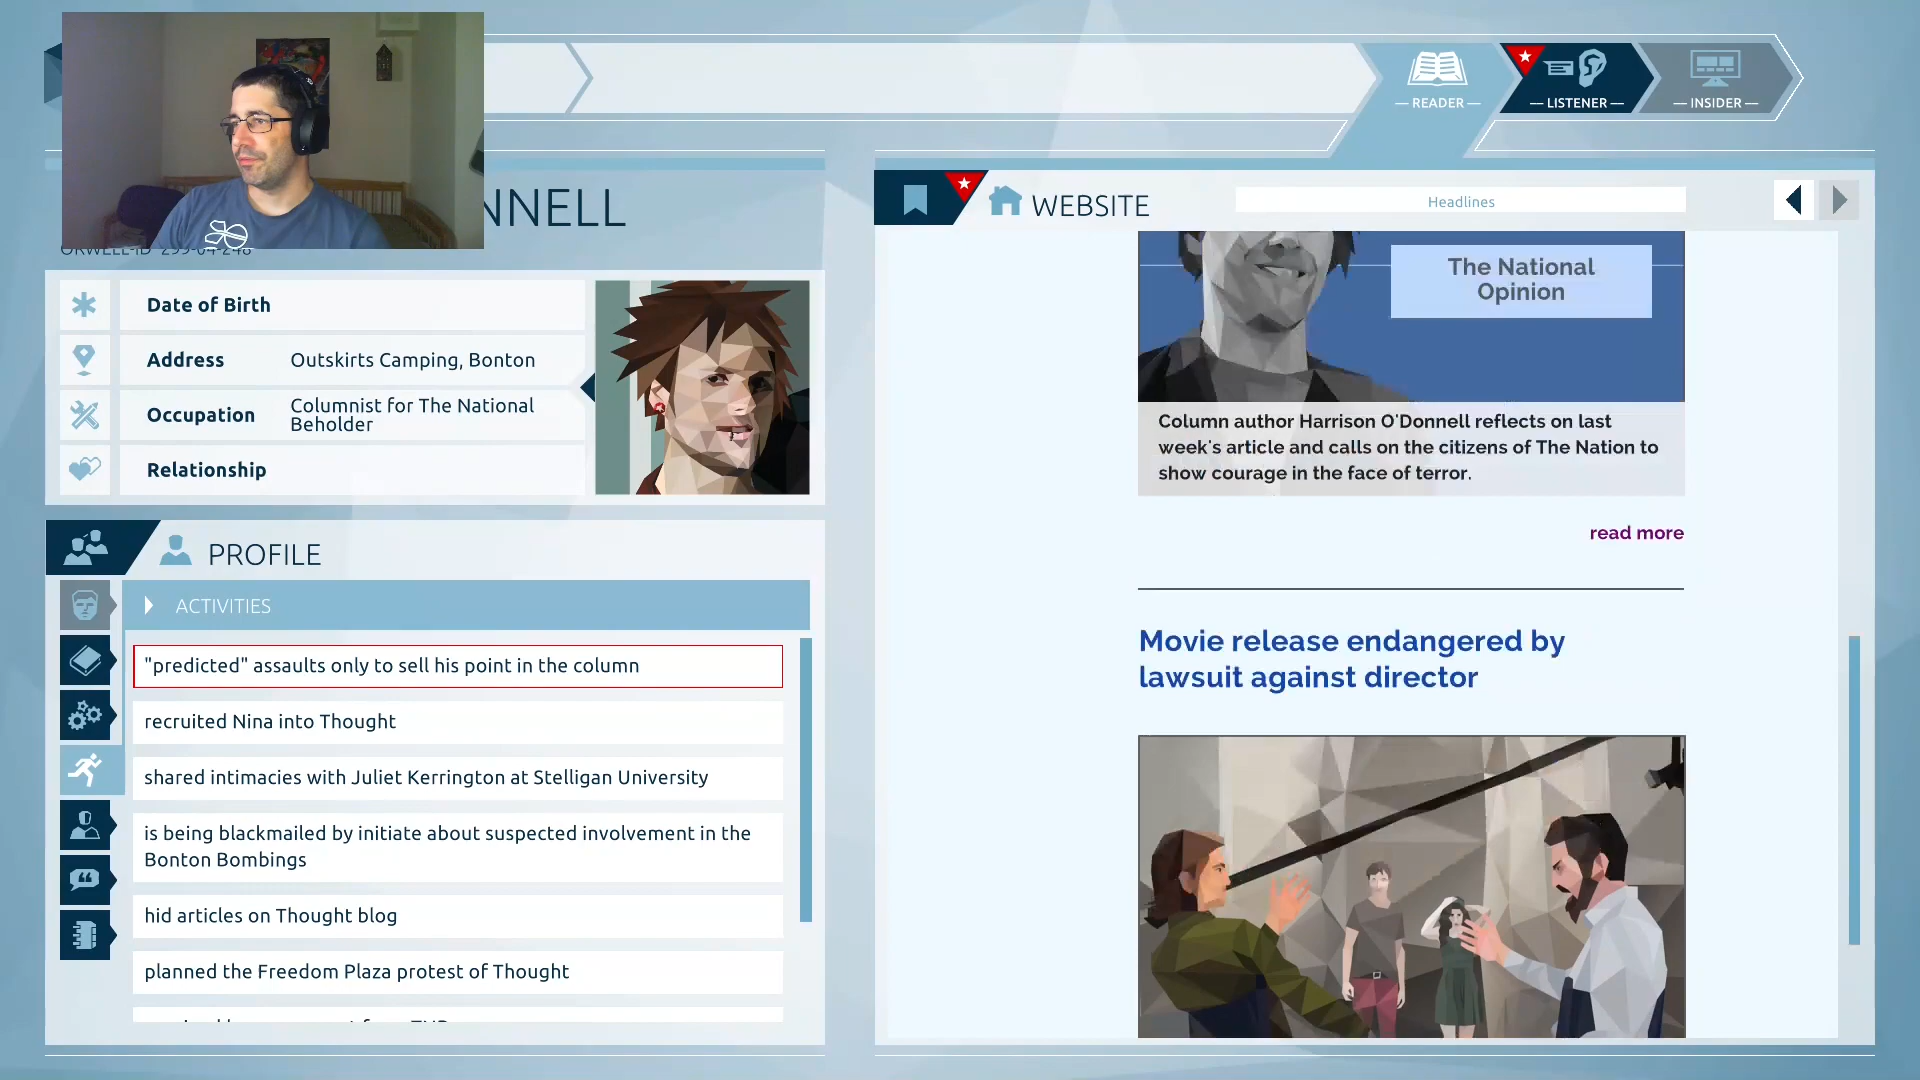 READER
LISTENER
INSIDER
NNELL
ORWELL-ID 299-04-248
Date of Birth
Address
Outskirts Camping, Bonton
Occupation
Columnist for The National
Beholder
Relationship
PROFILE
ACTIVITIES
"predicted" assaults only to sell his point in the column
recruited Nina into Thought
shared intimacies with Juliet Kerrington at Stelligan University
is being blackmailed by initiate about suspected involvement in the
Bonton Bombings
hid articles on Thought blog
planned the Freedom Plaza protest of Thought
WEBSITE
Headlines
The National
Opinion
Column author Harrison O'Donnell reflects on last
week's article and calls on the citizens of The Nation to
show courage in the face of terror.
read more
Movie release endangered by
lawsuit against director